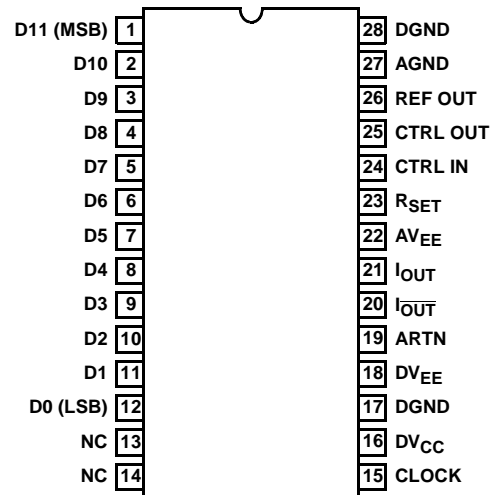 D11 (MSB) 1 28 DGND
D10 2 27 AGND
D9 3 26 REF OUT
D8 4 25 CTRL OUT
D7 5 24 CTRL IN
D6 6 23 RSET
D5 7 22 AVEE
D4 8 21 IOUT
D3 9 20 I̅O̅U̅T̅
D2 10 19 ARTN
D1 11 18 DVEE
D0 (LSB) 12 17 DGND
NC 13 16 DVCC
NC 14 15 CLOCK